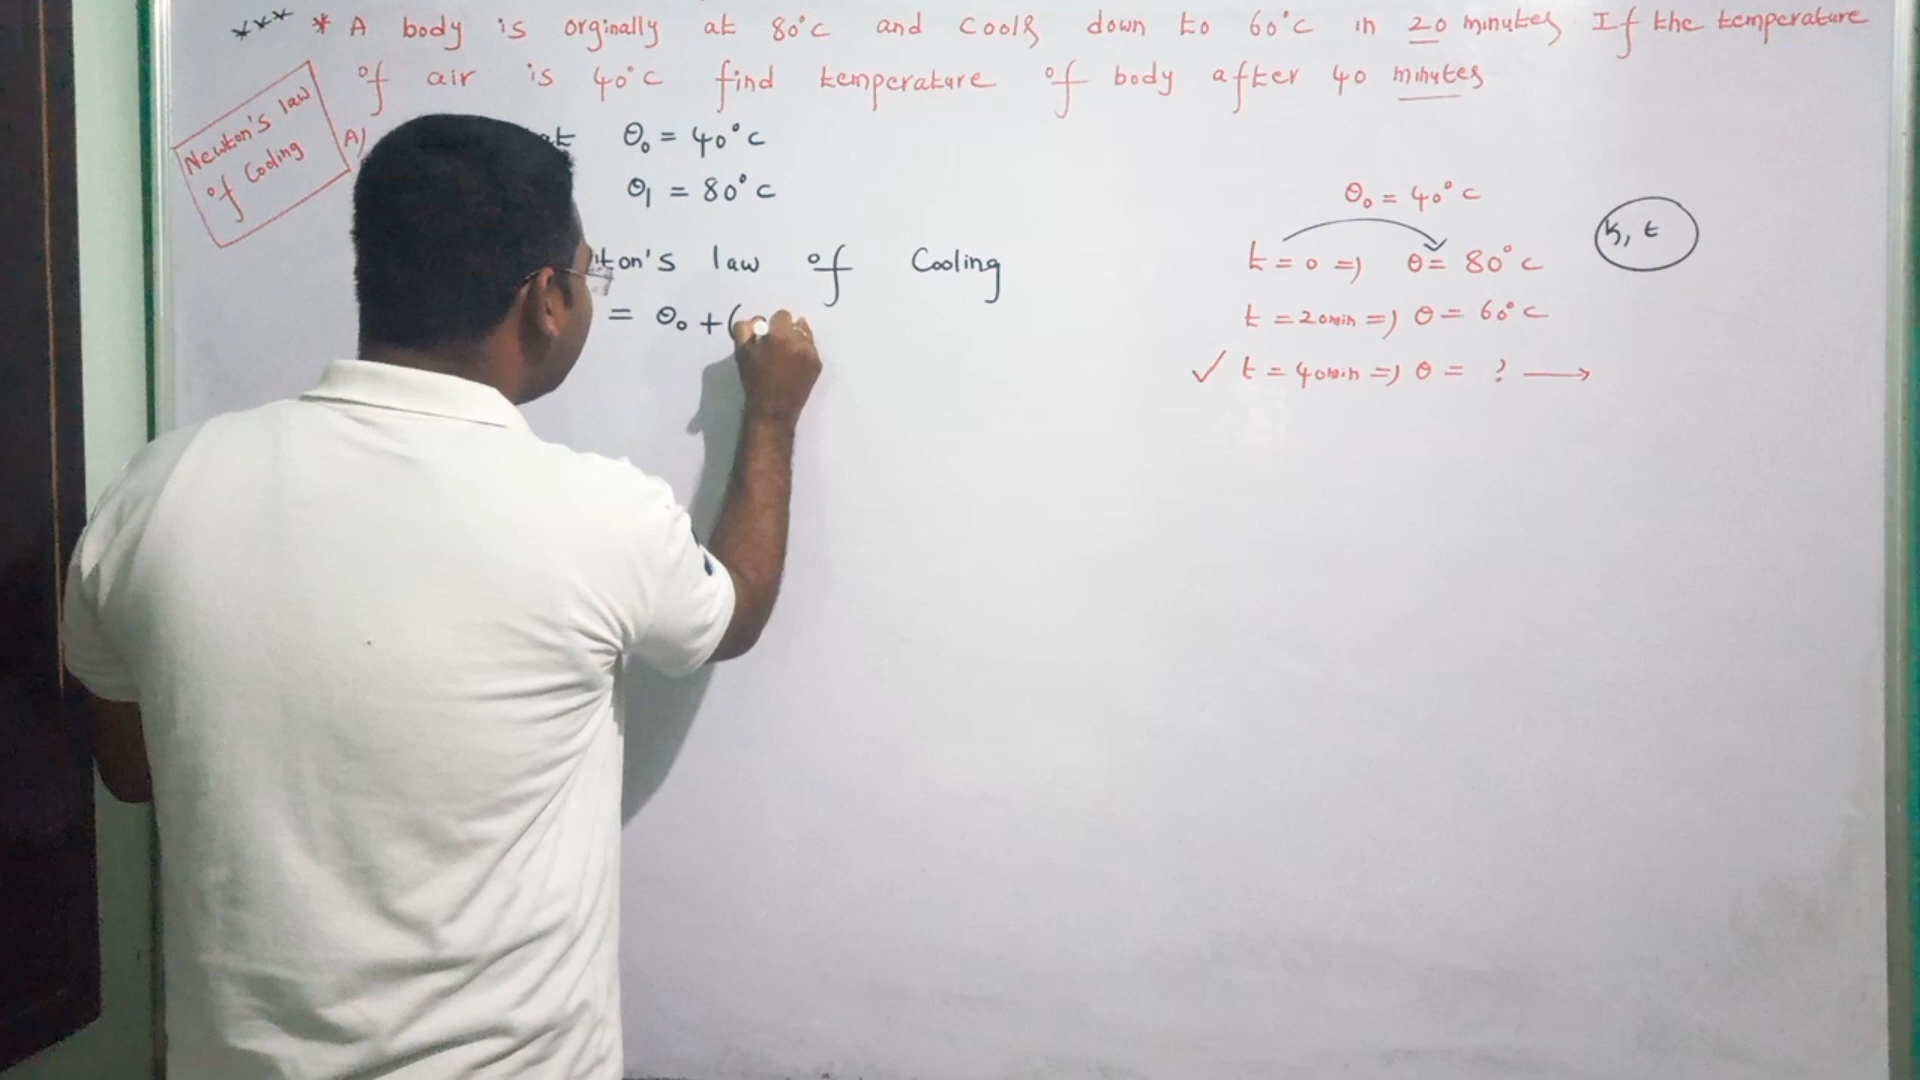 *** * A body is orginally at 80°c and Cools down to 60°c in 20 minutes If the temperature
of air is 40°c find temperature of body after 40 minutes
Newton's law
of Cooling
A)
θ₀ = 40°c
θ₁ = 80°c
law of Cooling
= θ₀ + (
θ₀ = 40°c
t = 0 => θ = 80°c
t = 20min => θ = 60°c
✓ t = 40min => θ = ? →
k, t